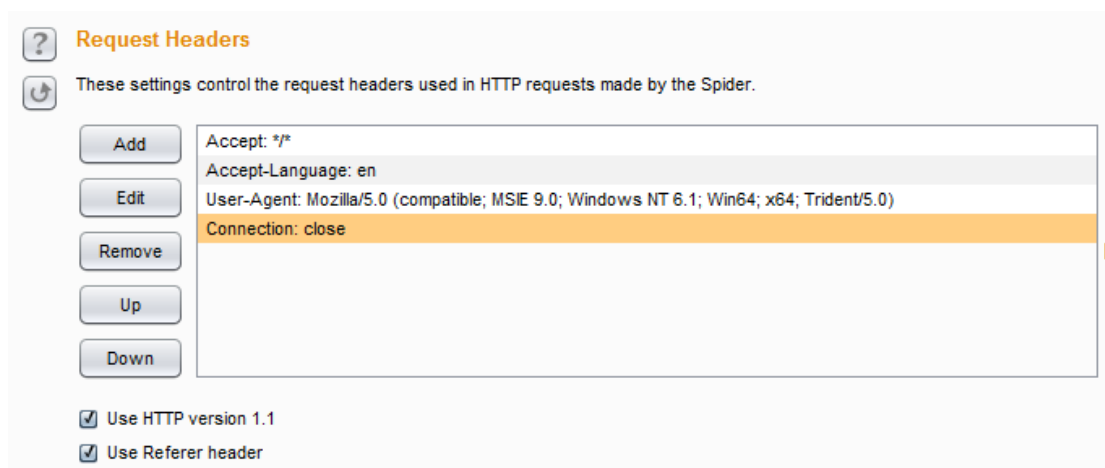 ?
Request Headers
These settings control the request headers used in HTTP requests made by the Spider.
Add
Edit
Remove
Up
Down
Accept: */*
Accept-Language: en
User-Agent: Mozilla/5.0 (compatible; MSIE 9.0; Windows NT 6.1; Win64; x64; Trident/5.0)
Connection: close
Use HTTP version 1.1
Use Referer header